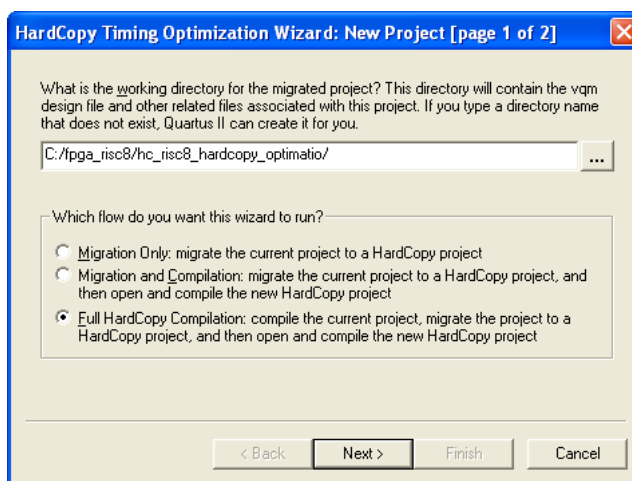 HardCopy Timing Optimization Wizard: New Project [page 1 of 2]
What is the working directory for the migrated project? This directory will contain the vqm
design file and other related files associated with this project. If you type a directory name
that does not exist, Quartus II can create it for you.
C:/fpga_risc8/hc_risc8_hardcopy_optimatio/
...
Which flow do you want this wizard to run?
Migration Only: migrate the current project to a HardCopy project
Migration and Compilation: migrate the current project to a HardCopy project, and
then open and compile the new HardCopy project
Full HardCopy Compilation: compile the current project, migrate the project to a
HardCopy project, and then open and compile the new HardCopy project
< Back Next > Finish Cancel